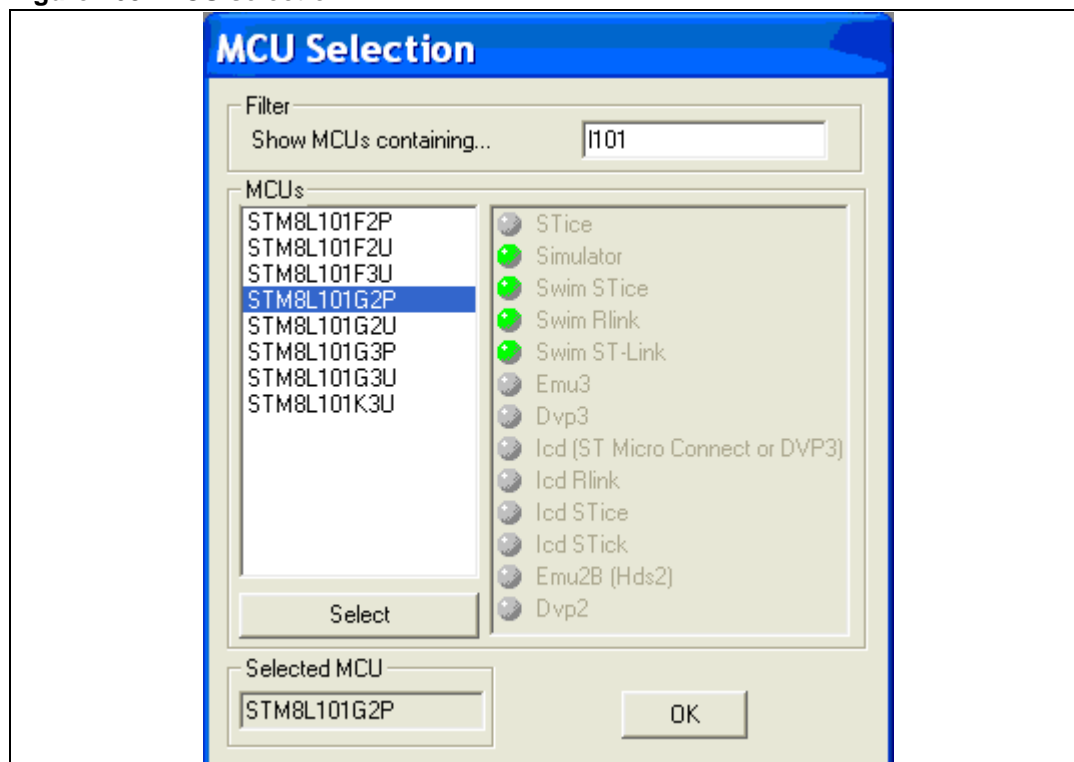 MCU Selection
Filter
Show MCUs containing...
l101
MCUs
STM8L101F2P
STM8L101F2U
STM8L101F3U
STM8L101G2P
STM8L101G2U
STM8L101G3P
STM8L101G3U
STM8L101K3U
STice
Simulator
Swim STice
Swim Rlink
Swim ST-Link
Emu3
Dvp3
Icd (ST Micro Connect or DVP3)
Icd Rlink
Icd STice
Icd STick
Emu2B (Hds2)
Dvp2
Select
Selected MCU
STM8L101G2P
OK